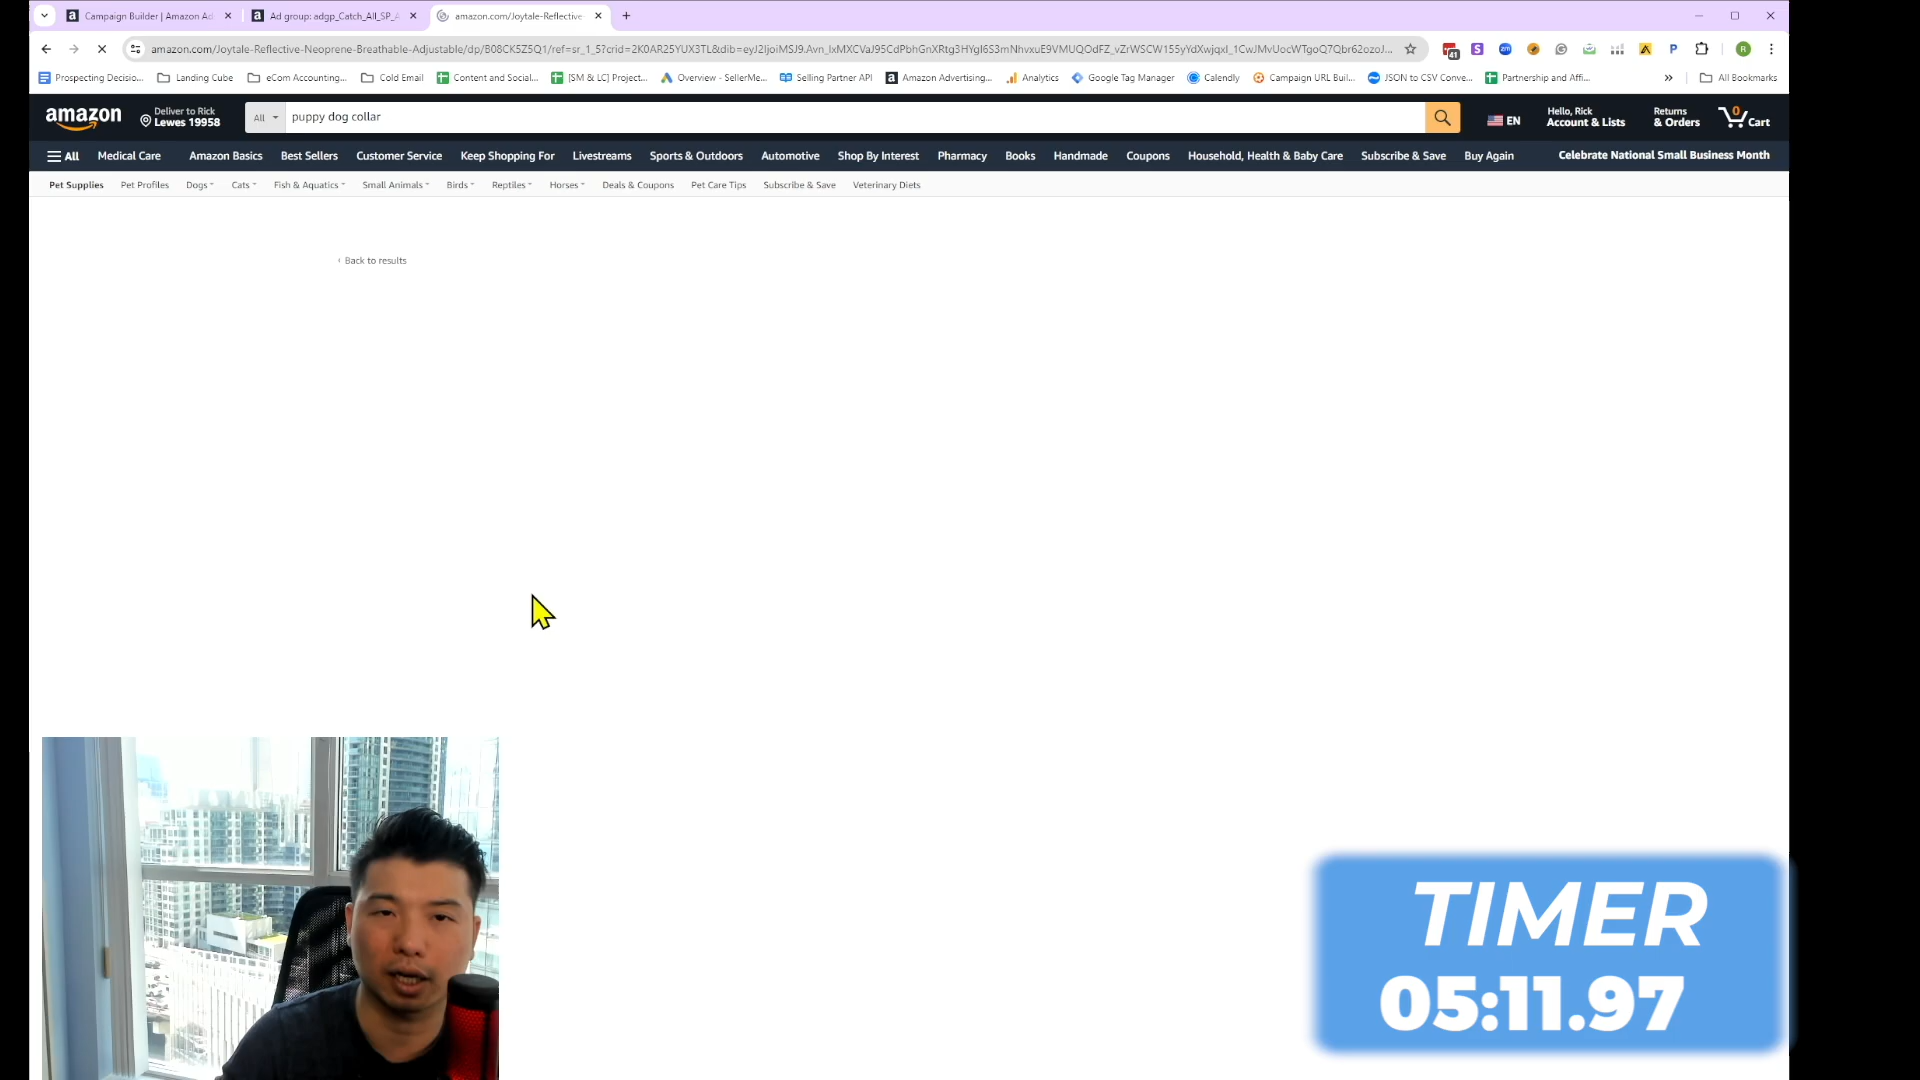 Campaign Builder | Amazon Ad
Ad group: adgp_Catch_All_SP_A
amazon.com/Joytale-Reflective-
amazon.com/Joytale-Reflective-Neoprene-Breathable-Adjustable/dp/B08CK5Z5Q1/ref=sr_1_5?crid=2K0AR25YUX3TL&dib=
41
Prospecting Decisio...
Landing Cube
eCom Accounting...
Cold Email
Content and Social...
[SM & LC] Project...
Overview - SellerMe...
Selling Partner API
Amazon Advertising...
Analytics
Google Tag Manager
Calendly
Campaign URL Buil...
JSON to CSV Conve...
Partnership and Affi...
»
All Bookmarks
amazon
Deliver to Rick
Lewes 19958
All
puppy dog collar
EN
Hello, Rick
Account & Lists
Returns
& Orders
0
Cart
All
Medical Care
Amazon Basics
Best Sellers
Customer Service
Keep Shopping For
Livestreams
Sports & Outdoors
Automotive
Shop By Interest
Pharmacy
Books
Handmade
Coupons
Household, Health & Baby Care
Subscribe & Save
Buy Again
Celebrate National Small Business Month
Pet Supplies
Pet Profiles
Dogs
Cats
Fish & Aquatics
Small Animals
Birds
Reptiles
Horses
Deals & Coupons
Pet Care Tips
Subscribe & Save
Veterinary Diets
‹ Back to results
TIMER
05:11.97